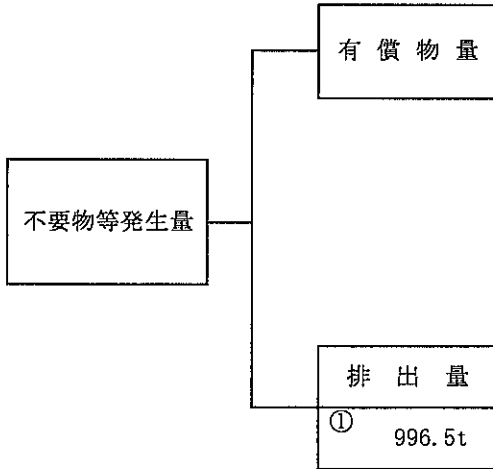 有償物量
不要物等発生量
排出量
①
996.5t